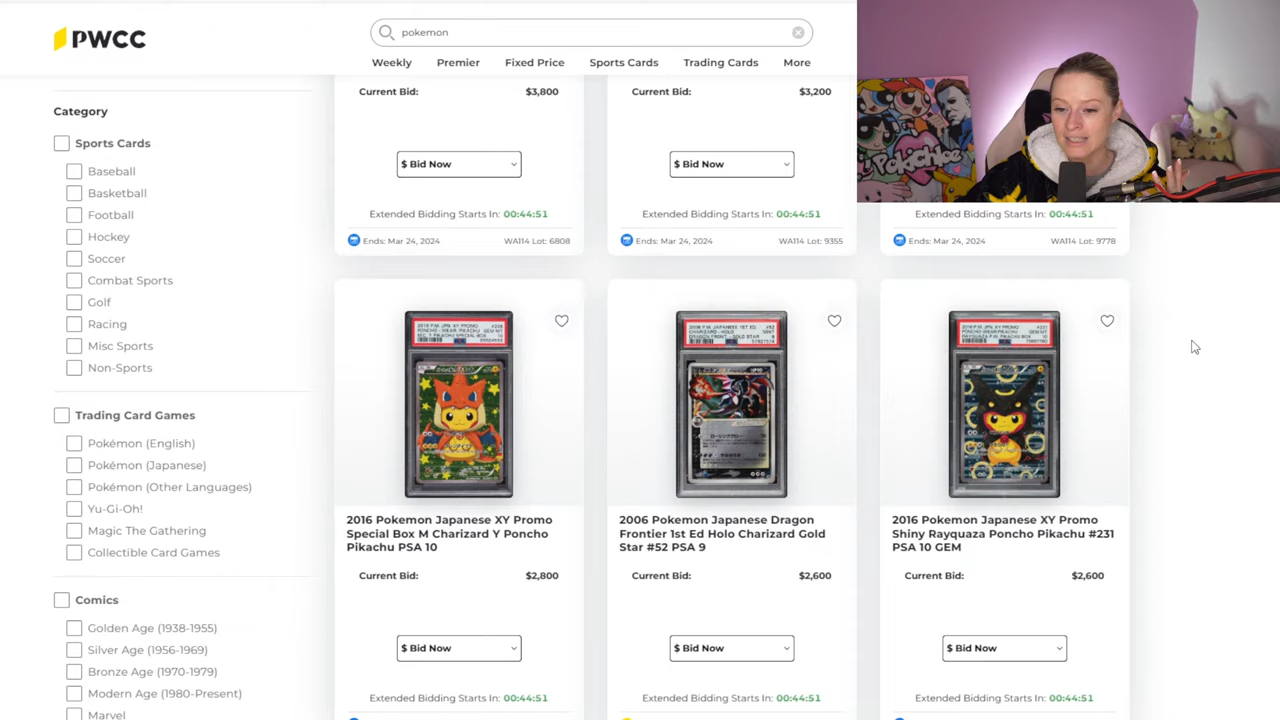 PWCC
pokemon
Weekly Premier Fixed Price Sports Cards Trading Cards More
Category
Sports Cards
Baseball
Basketball
Football
Hockey
Soccer
Combat Sports
Golf
Racing
Misc Sports
Non-Sports
Trading Card Games
Pokémon (English)
Pokémon (Japanese)
Pokémon (Other Languages)
Yu-Gi-Oh!
Magic The Gathering
Collectible Card Games
Comics
Golden Age (1938-1955)
Silver Age (1956-1969)
Bronze Age (1970-1979)
Modern Age (1980-Present)
Marvel
Current Bid: $3,800
$ Bid Now
Extended Bidding Starts In: 00:44:51
Ends: Mar 24, 2024 WA114 Lot: 6808
Current Bid: $3,200
$ Bid Now
Extended Bidding Starts In: 00:44:51
Ends: Mar 24, 2024 WA114 Lot: 9355
Extended Bidding Starts In: 00:44:51
Ends: Mar 24, 2024 WA114 Lot: 9778
2016 Pokemon Japanese XY Promo
Special Box M Charizard Y Poncho
Pikachu PSA 10
Current Bid: $2,800
$ Bid Now
Extended Bidding Starts In: 00:44:51
2006 Pokemon Japanese Dragon
Frontier 1st Ed Holo Charizard Gold
Star #52 PSA 9
Current Bid: $2,600
$ Bid Now
Extended Bidding Starts In: 00:44:51
2016 Pokemon Japanese XY Promo
Shiny Rayquaza Poncho Pikachu #231
PSA 10 GEM
Current Bid: $2,600
$ Bid Now
Extended Bidding Starts In: 00:44:51
PokiChloe